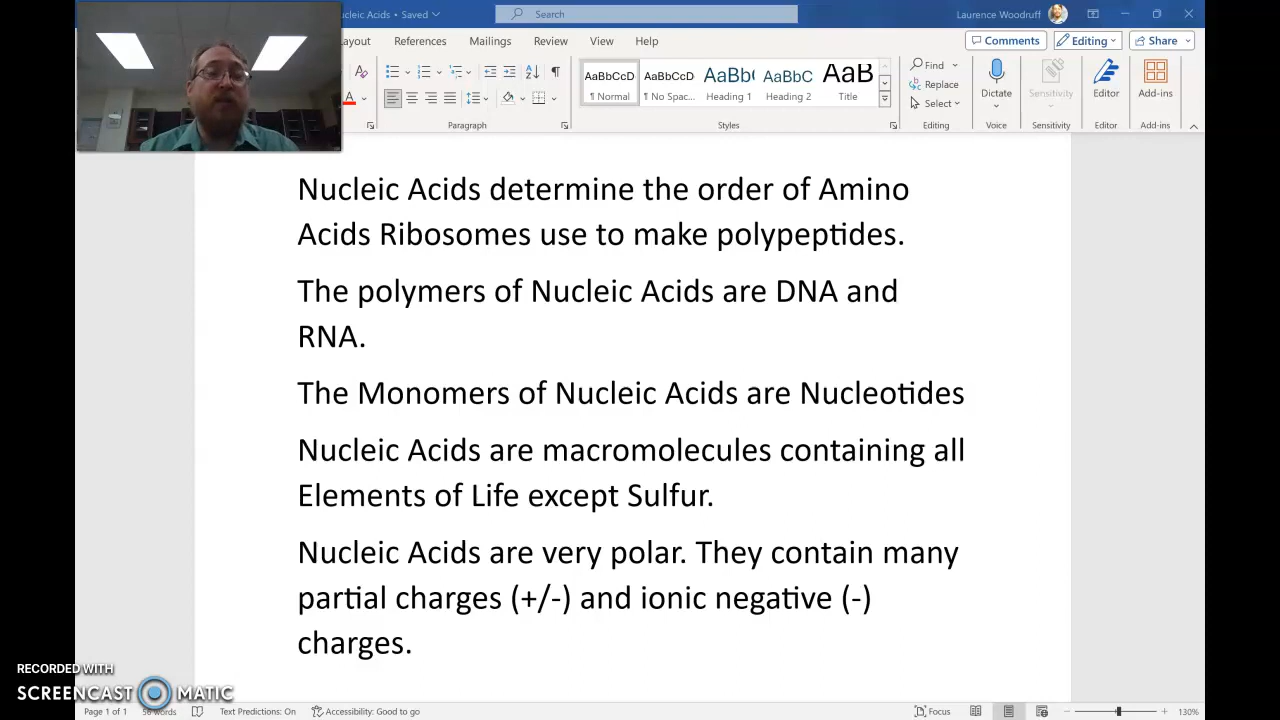 ucleic Acids • Saved
Search
Laurence Woodruff
ayout References Mailings Review View Help
Comments Editing Share
AaBbCcD AaBbCcD AaBb( AaBbC AaB
¶ Normal ¶ No Spac... Heading 1 Heading 2 Title
Find
Replace
Select
Dictate Sensitivity Editor Add-ins
Paragraph Styles Editing Voice Sensitivity Editor Add-ins
Nucleic Acids determine the order of Amino
Acids Ribosomes use to make polypeptides.
The polymers of Nucleic Acids are DNA and
RNA.
The Monomers of Nucleic Acids are Nucleotides
Nucleic Acids are macromolecules containing all
Elements of Life except Sulfur.
Nucleic Acids are very polar. They contain many
partial charges (+/-) and ionic negative (-)
charges.
RECORDED WITH
SCREENCAST MATIC
Page 1 of 1 words Text Predictions: On Accessibility: Good to go Focus 130%